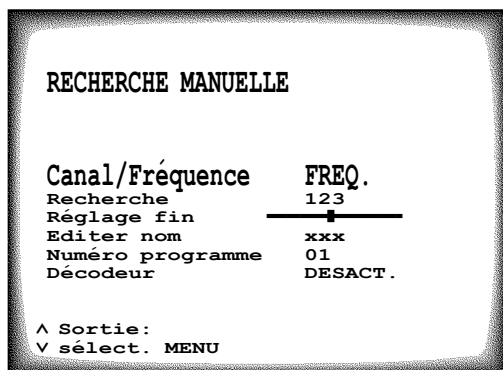 RECHERCHE MANUELLE
Canal/Fréquence FREQ.
Recherche 123
Réglage fin
Editer nom xxx
Numéro programme 01
Décodeur DESACT.
∧ Sortie:
∨ sélect. MENU